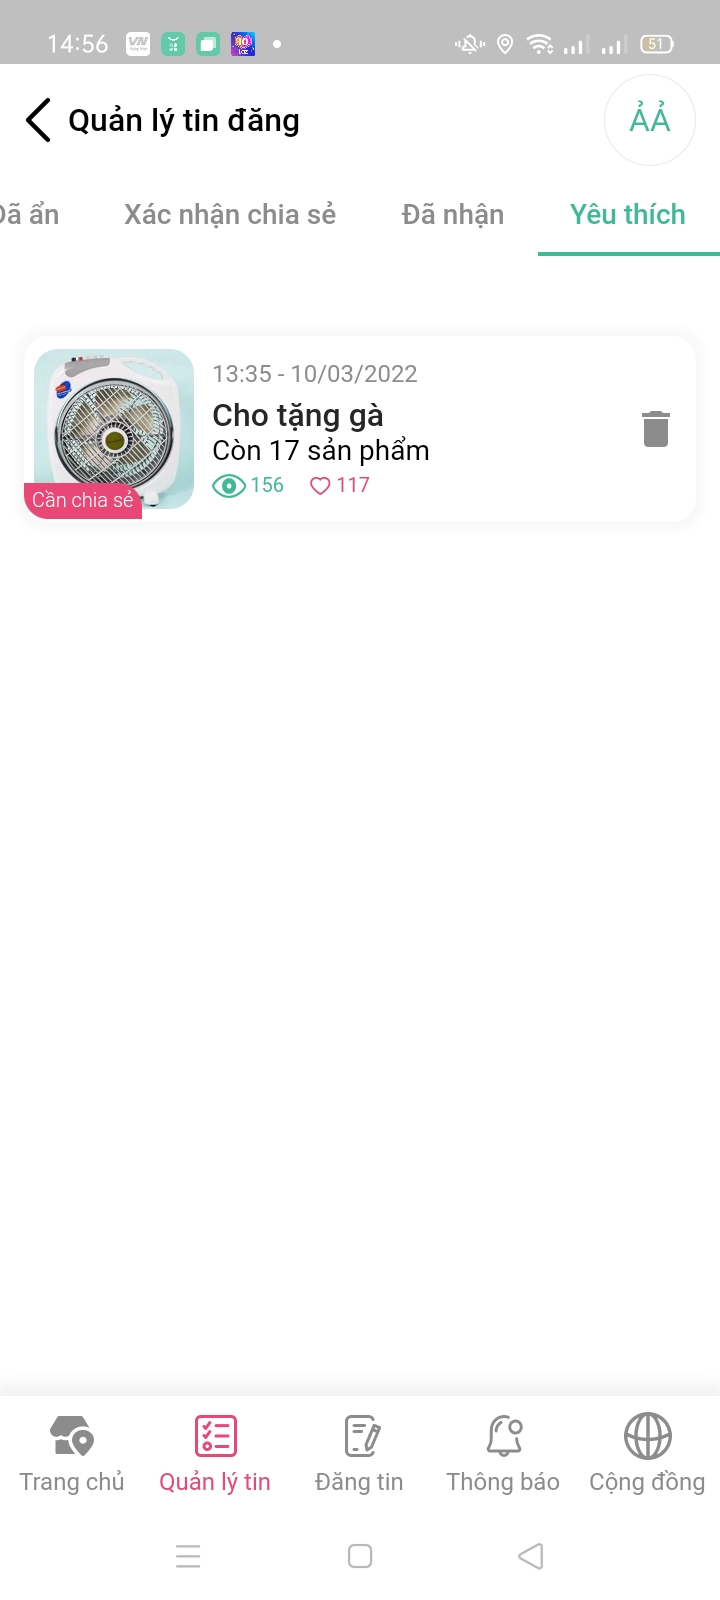 14:56
51
Quản lý tin đăng
ẢẢ
Đã ẩn
Xác nhận chia sẻ
Đã nhận
Yêu thích
13:35 - 10/03/2022
Cho tặng gà
Còn 17 sản phẩm
156
117
Cần chia sẻ
Trang chủ
Quản lý tin
Đăng tin
Thông báo
Cộng đồng